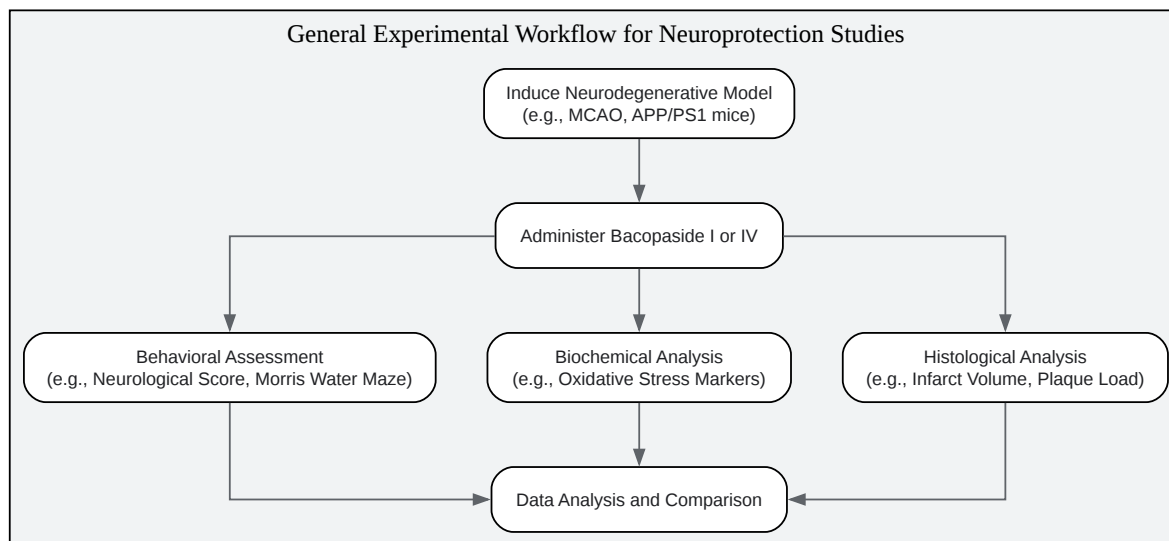 General Experimental Workflow for Neuroprotection Studies
Induce Neurodegenerative Model
(e.g., MCAO, APP/PS1 mice)
Administer Bacopaside I or IV
Behavioral Assessment
(e.g., Neurological Score, Morris Water Maze)
Biochemical Analysis
(e.g., Oxidative Stress Markers)
Histological Analysis
(e.g., Infarct Volume, Plaque Load)
Data Analysis and Comparison